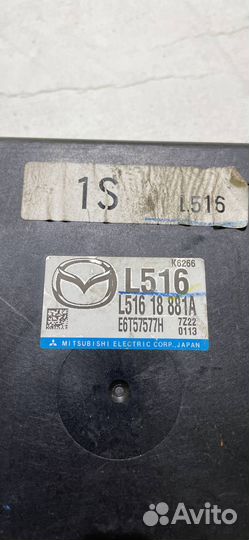 1S L516
K6266
L516
L516 18 881A
E6T57577H 7Z22
0113
MITSUBISHI ELECTRIC CORP., JAPAN
Avito